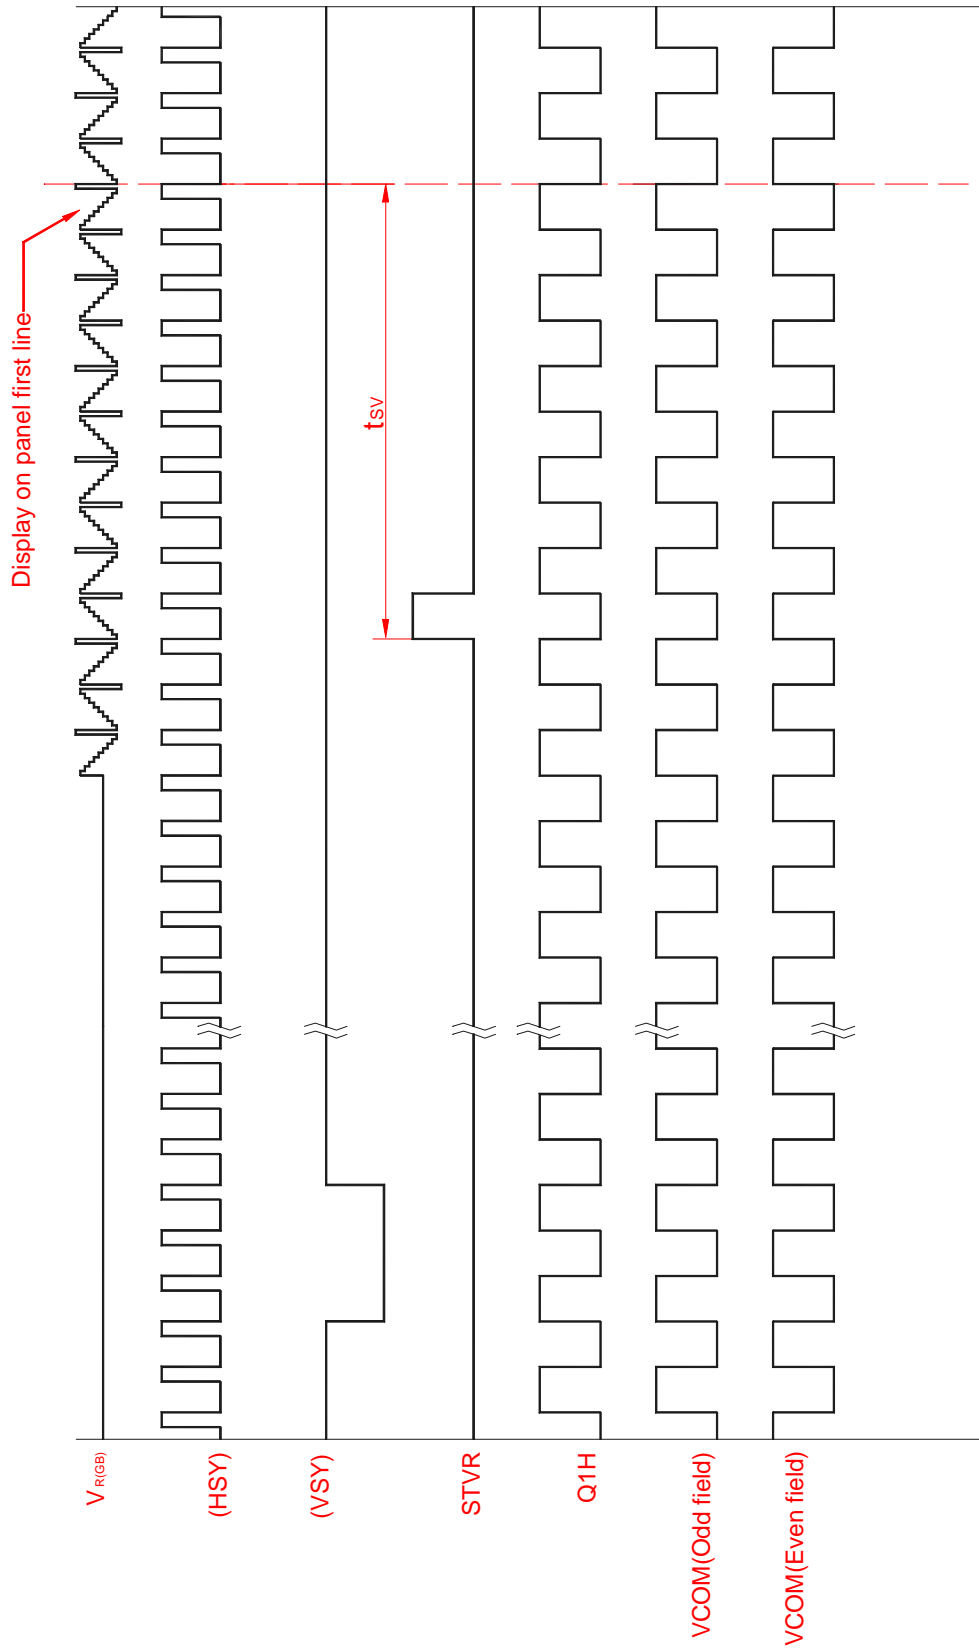 Display on panel first line
tSV
VR(GB)
(HSY)
(VSY)
STVR
Q1H
VCOM(Odd field)
VCOM(Even field)